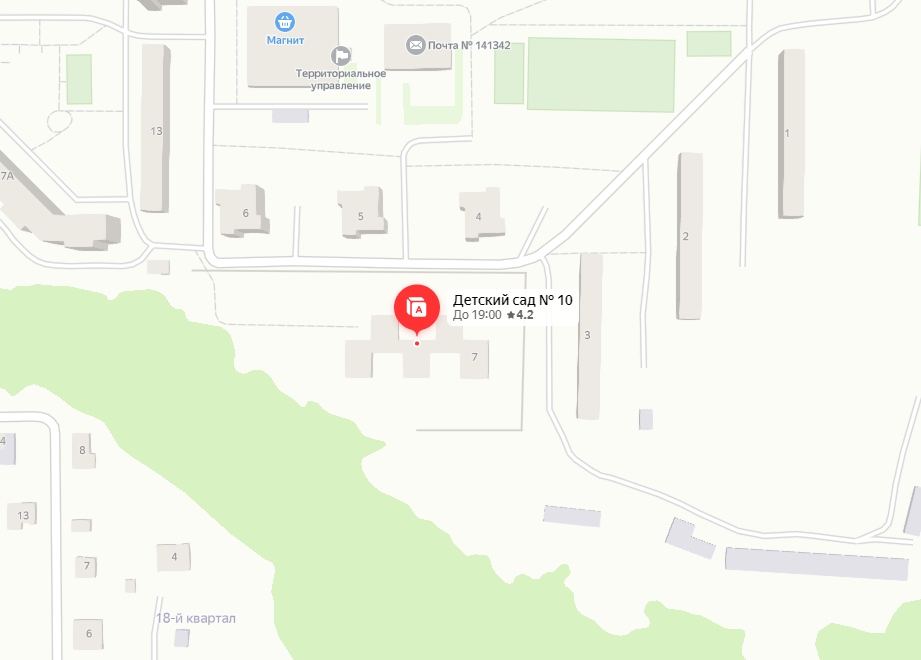 Магнит
Почта № 141342
Территориальное
управление
13
1
7А
6
5
4
2
Детский сад № 10
До 19:00 ★4.2
3
7
4
8
13
4
7
18-й квартал
6